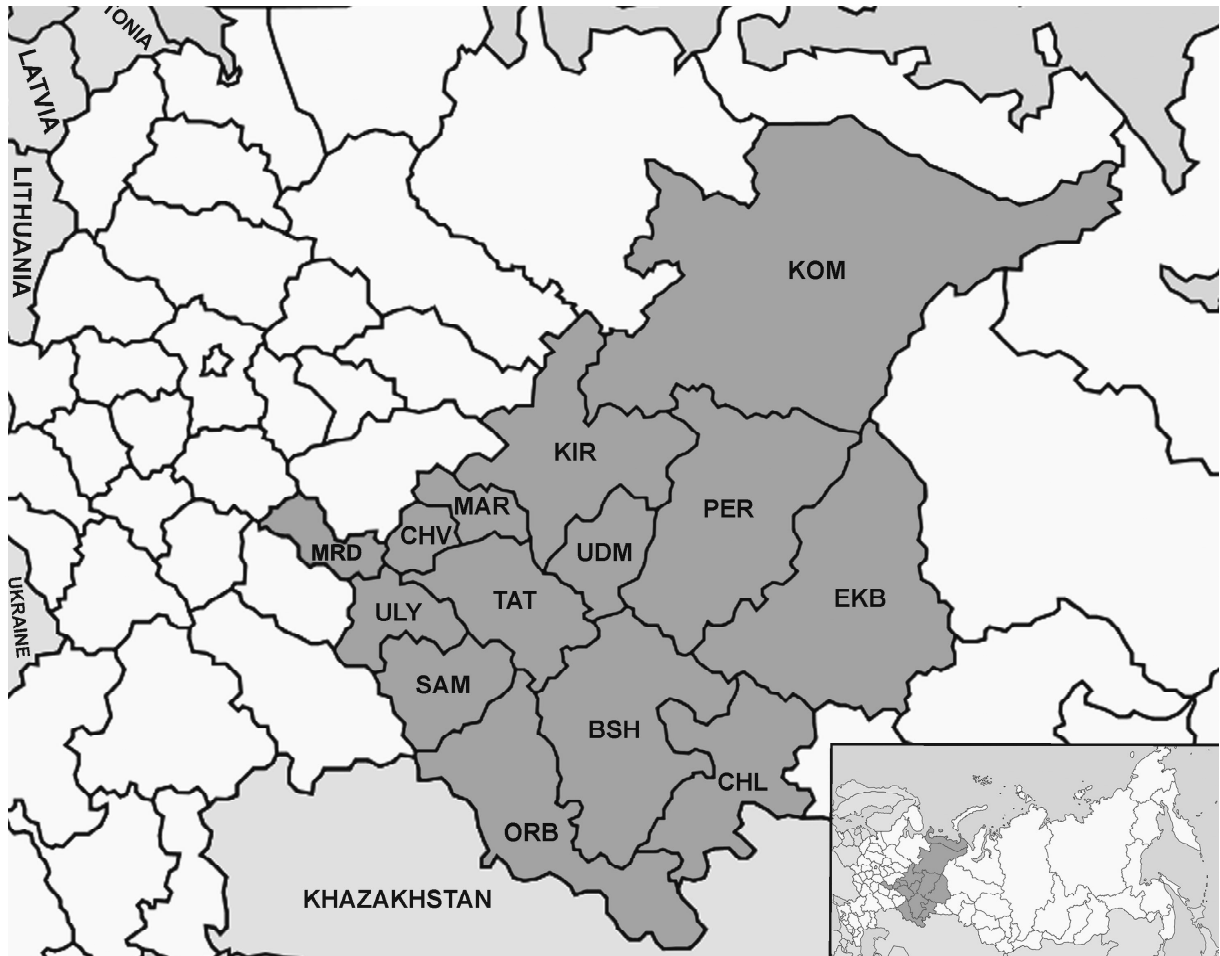 TONIA
LATVIA
LITHUANIA
KOM
KIR
MAR
PER
CHV
MRD
UDM
UKRAINE
ULY
TAT
EKB
SAM
BSH
CHL
ORB
KHAZAKHSTAN